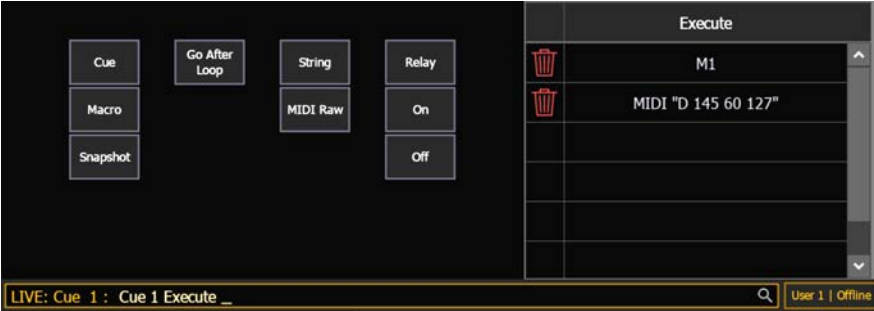 Cue
Go After
Loop
String
Relay
Macro
MIDI Raw
On
Snapshot
Off
Execute
M1
MIDI "D 145 60 127"
LIVE: Cue 1 : Cue 1 Execute _
User 1 | Offline